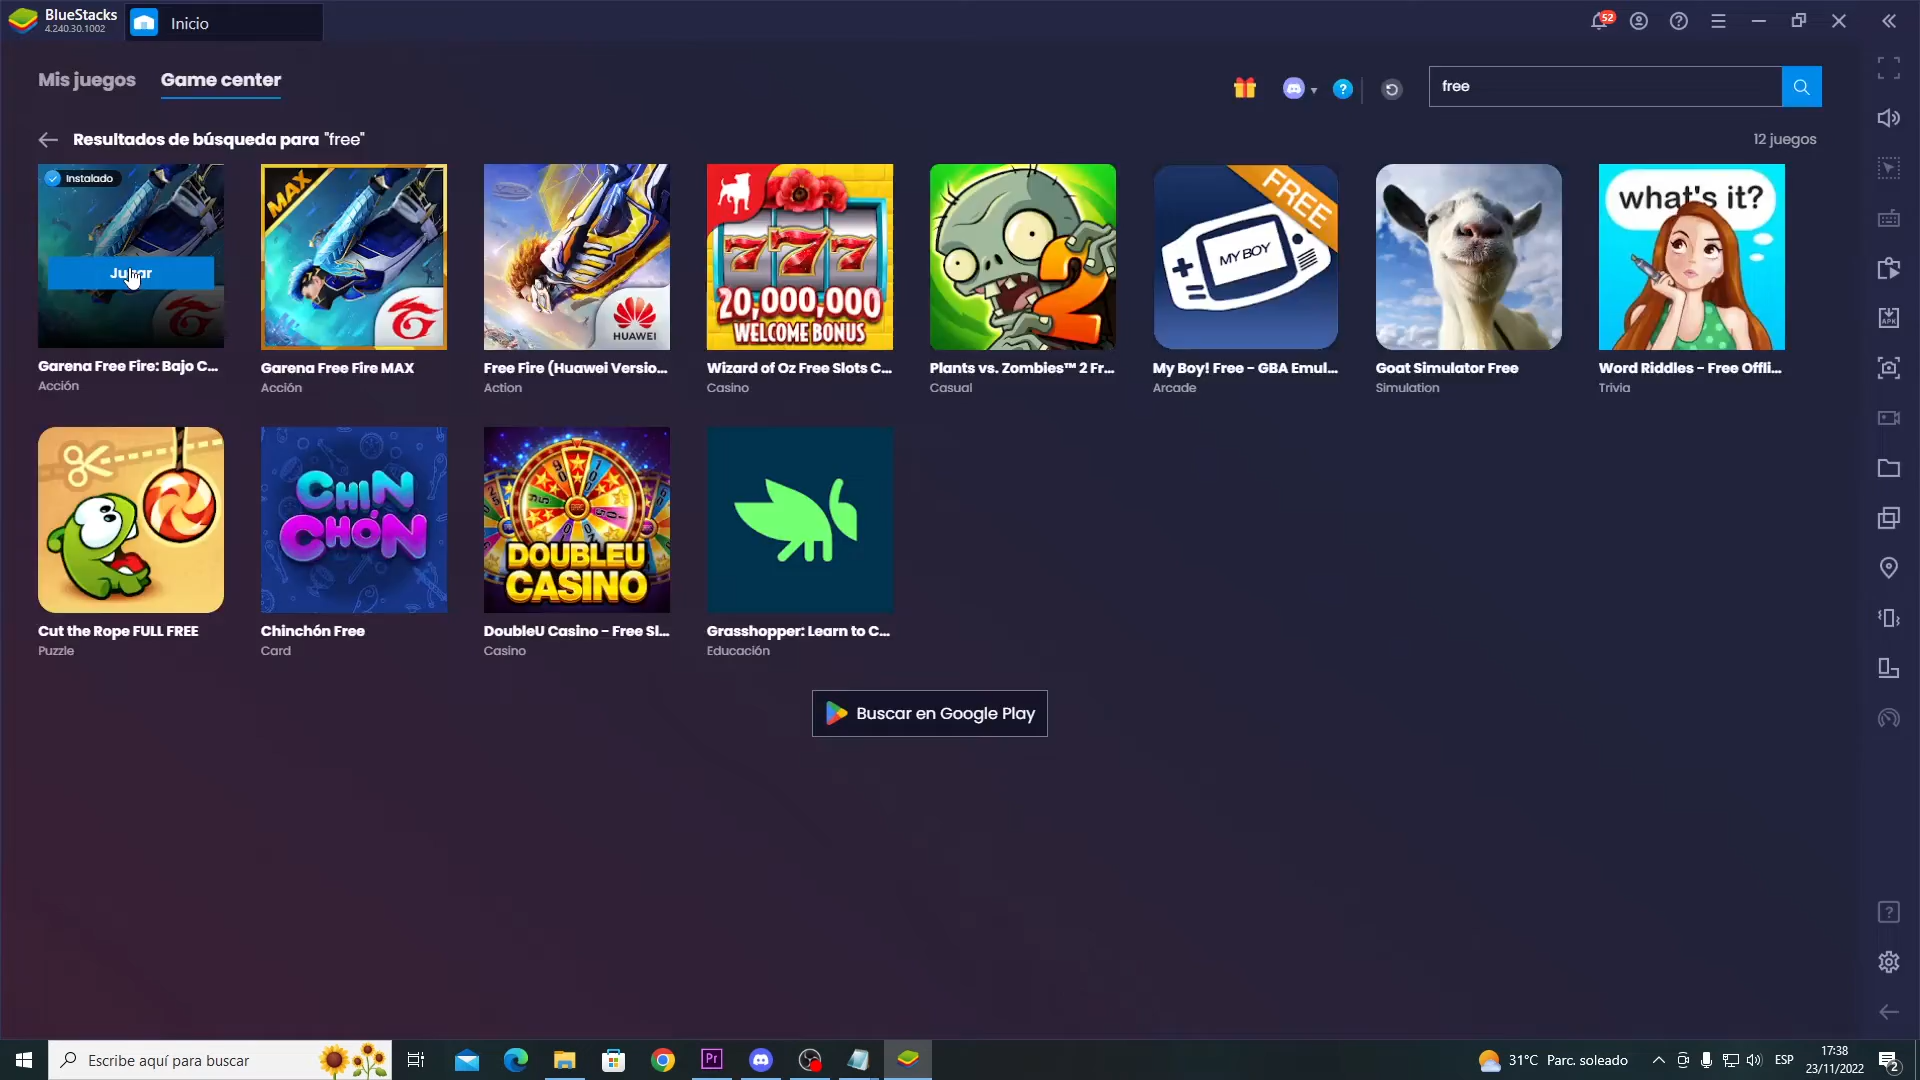 BlueStacks
4.240.30.1002
Inicio
52
Mis juegos
Game center
?
free
Resultados de búsqueda para "free"
12 juegos
Instalado
Jugar
MAX
HUAWEI
777
20,000,000
WELCOME BONUS
2
FREE
MY BOY
what's it?
Garena Free Fire: Bajo C...
Acción
Garena Free Fire MAX
Acción
Free Fire (Huawei Versio...
Action
Wizard of Oz Free Slots C...
Casino
Plants vs. Zombies™ 2 Fr...
Casual
My Boy! Free - GBA Emul...
Arcade
Goat Simulator Free
Simulation
Word Riddles - Free Offli...
Trivia
CHINCHÓN
DOUBLEU
CASINO
Cut the Rope FULL FREE
Puzzle
Chinchón Free
Card
DoubleU Casino - Free Sl...
Casino
Grasshopper: Learn to C...
Educación
Buscar en Google Play
APK
Escribe aquí para buscar
Pr
31°C Parc. soleado
ESP
17:38
23/11/2022
2